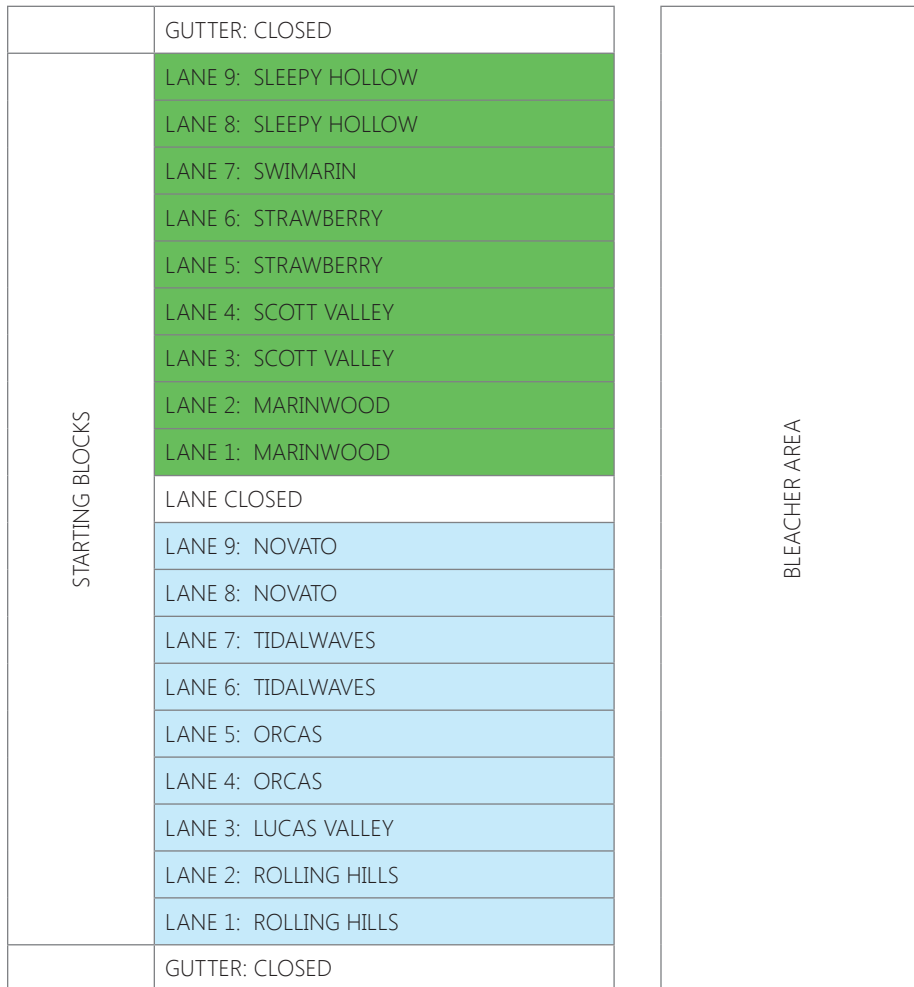 GUTTER: CLOSED
LANE 9: SLEEPY HOLLOW
LANE 8: SLEEPY HOLLOW
LANE 7: SWIMARIN
LANE 6: STRAWBERRY
LANE 5: STRAWBERRY
LANE 4: SCOTT VALLEY
LANE 3: SCOTT VALLEY
LANE 2: MARINWOOD
LANE 1: MARINWOOD
LANE CLOSED
LANE 9: NOVATO
LANE 8: NOVATO
LANE 7: TIDALWAVES
LANE 6: TIDALWAVES
LANE 5: ORCAS
LANE 4: ORCAS
LANE 3: LUCAS VALLEY
LANE 2: ROLLING HILLS
LANE 1: ROLLING HILLS
GUTTER: CLOSED
STARTING BLOCKS
BLEACHER AREA